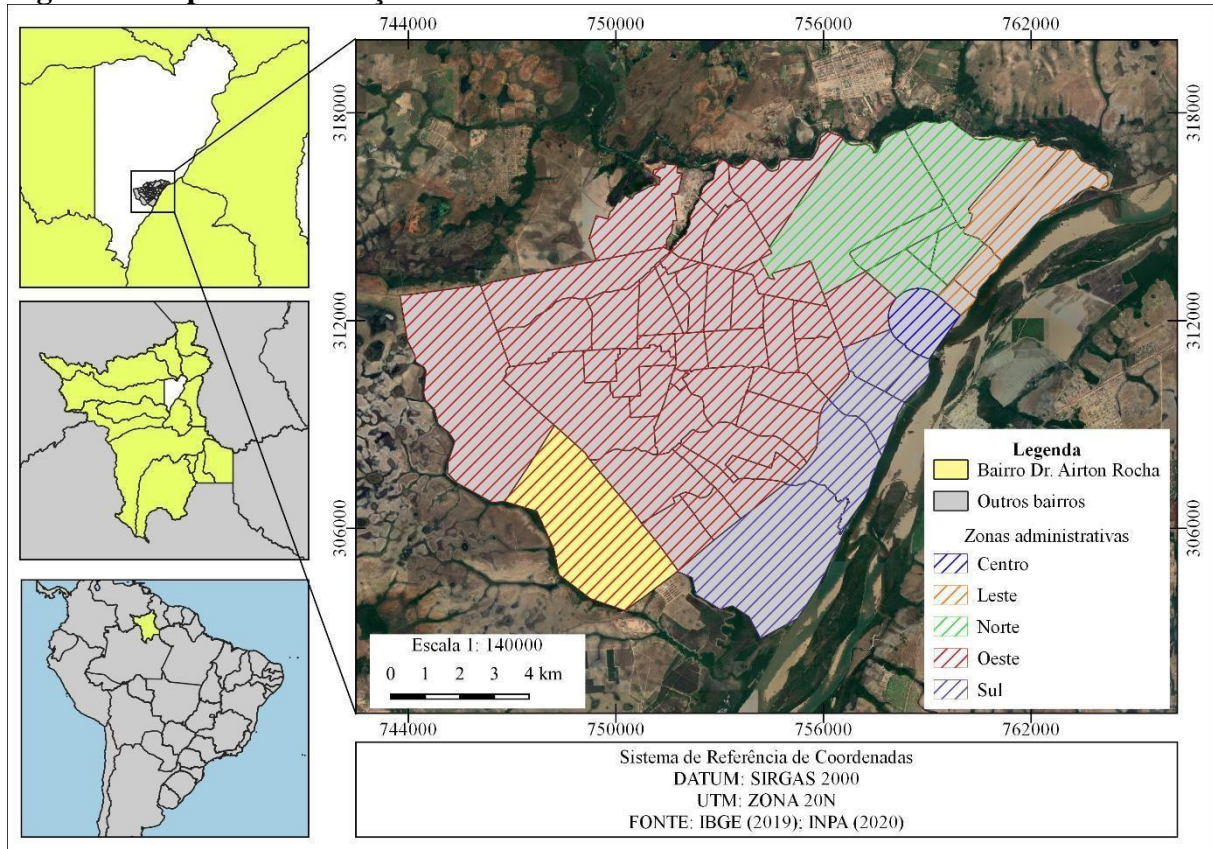 744000
750000
756000
762000
318000
312000
306000
318000
312000
306000
Legenda
Bairro Dr. Airton Rocha
Outros bairros
Zonas administrativas
Centro
Leste
Norte
Oeste
Sul
Escala 1: 140000
0 1 2 3 4 km
744000
750000
756000
762000
Sistema de Referência de Coordenadas
DATUM: SIRGAS 2000
UTM: ZONA 20N
FONTE: IBGE (2019); INPA (2020)